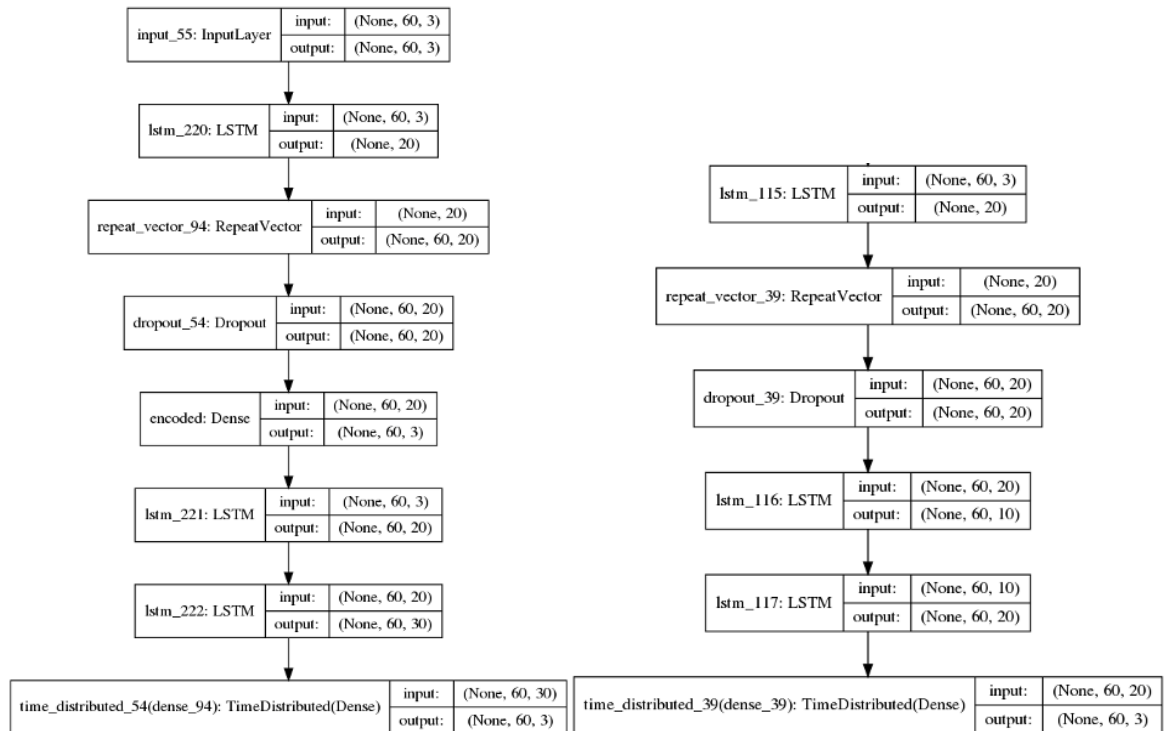 input_55: InputLayer
input: (None, 60, 3)
output: (None, 60, 3)
lstm_220: LSTM
input: (None, 60, 3)
output: (None, 20)
repeat_vector_94: RepeatVector
input: (None, 20)
output: (None, 60, 20)
dropout_54: Dropout
input: (None, 60, 20)
output: (None, 60, 20)
encoded: Dense
input: (None, 60, 20)
output: (None, 60, 3)
lstm_221: LSTM
input: (None, 60, 3)
output: (None, 60, 20)
lstm_222: LSTM
input: (None, 60, 20)
output: (None, 60, 30)
time_distributed_54(dense_94): TimeDistributed(Dense)
input: (None, 60, 30)
output: (None, 60, 3)
lstm_115: LSTM
input: (None, 60, 3)
output: (None, 20)
repeat_vector_39: RepeatVector
input: (None, 20)
output: (None, 60, 20)
dropout_39: Dropout
input: (None, 60, 20)
output: (None, 60, 20)
lstm_116: LSTM
input: (None, 60, 20)
output: (None, 60, 10)
lstm_117: LSTM
input: (None, 60, 10)
output: (None, 60, 20)
time_distributed_39(dense_39): TimeDistributed(Dense)
input: (None, 60, 20)
output: (None, 60, 3)